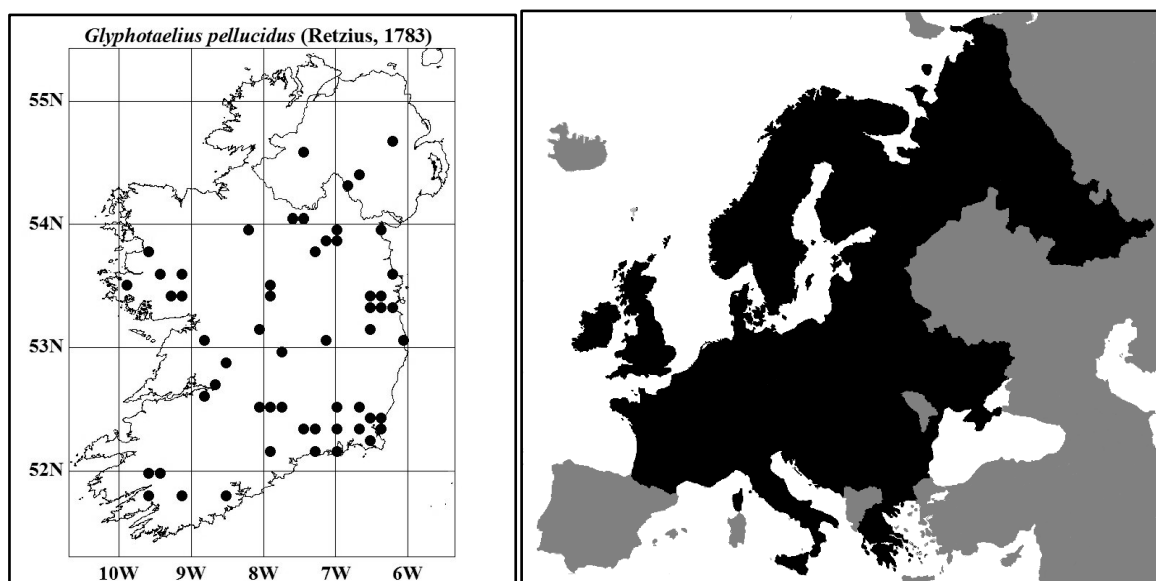 Glyphotaelius pellucidus (Retzius, 1783)
55N
54N
53N
52N
10W 9W 8W 7W 6W